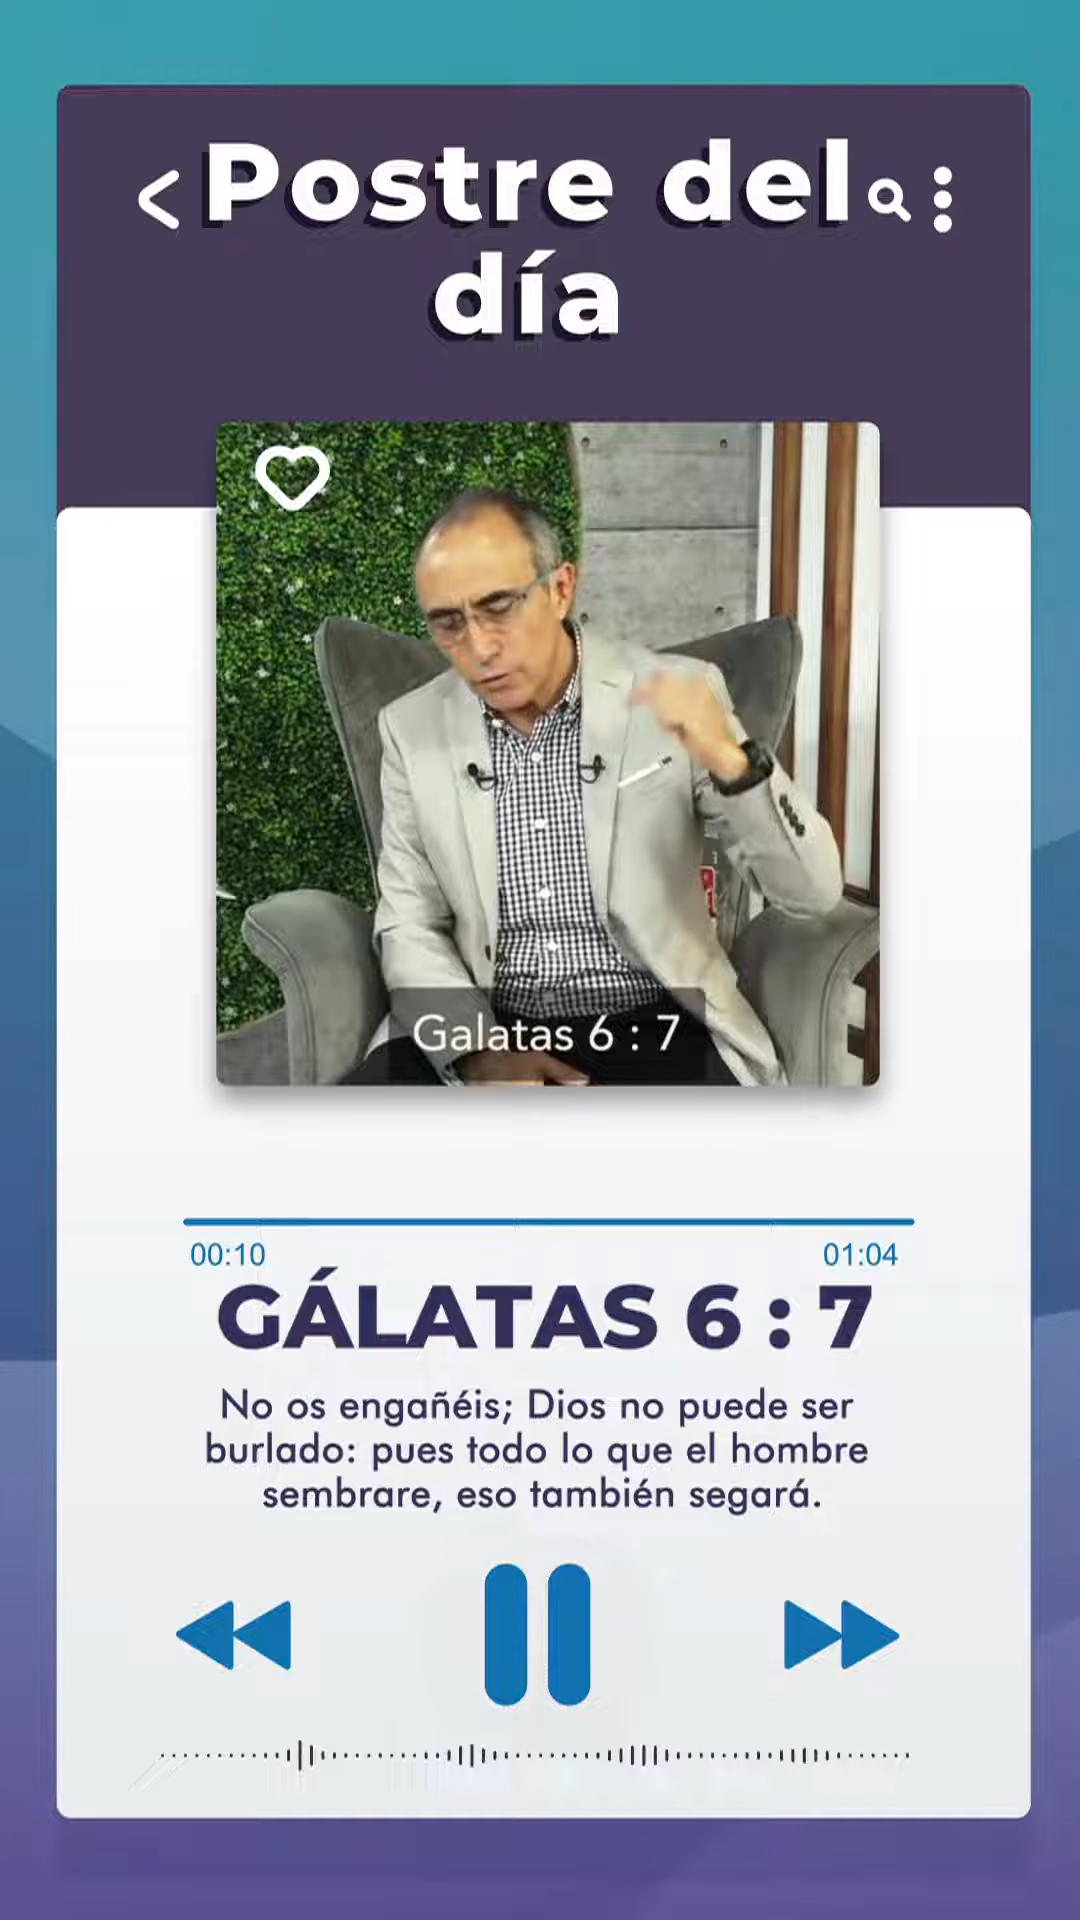 Postre del
día
Galatas 6 : 7
00:10
01:04
GÁLATAS 6 : 7
No os engañéis; Dios no puede ser
burlado: pues todo lo que el hombre
sembrare, eso también segará.